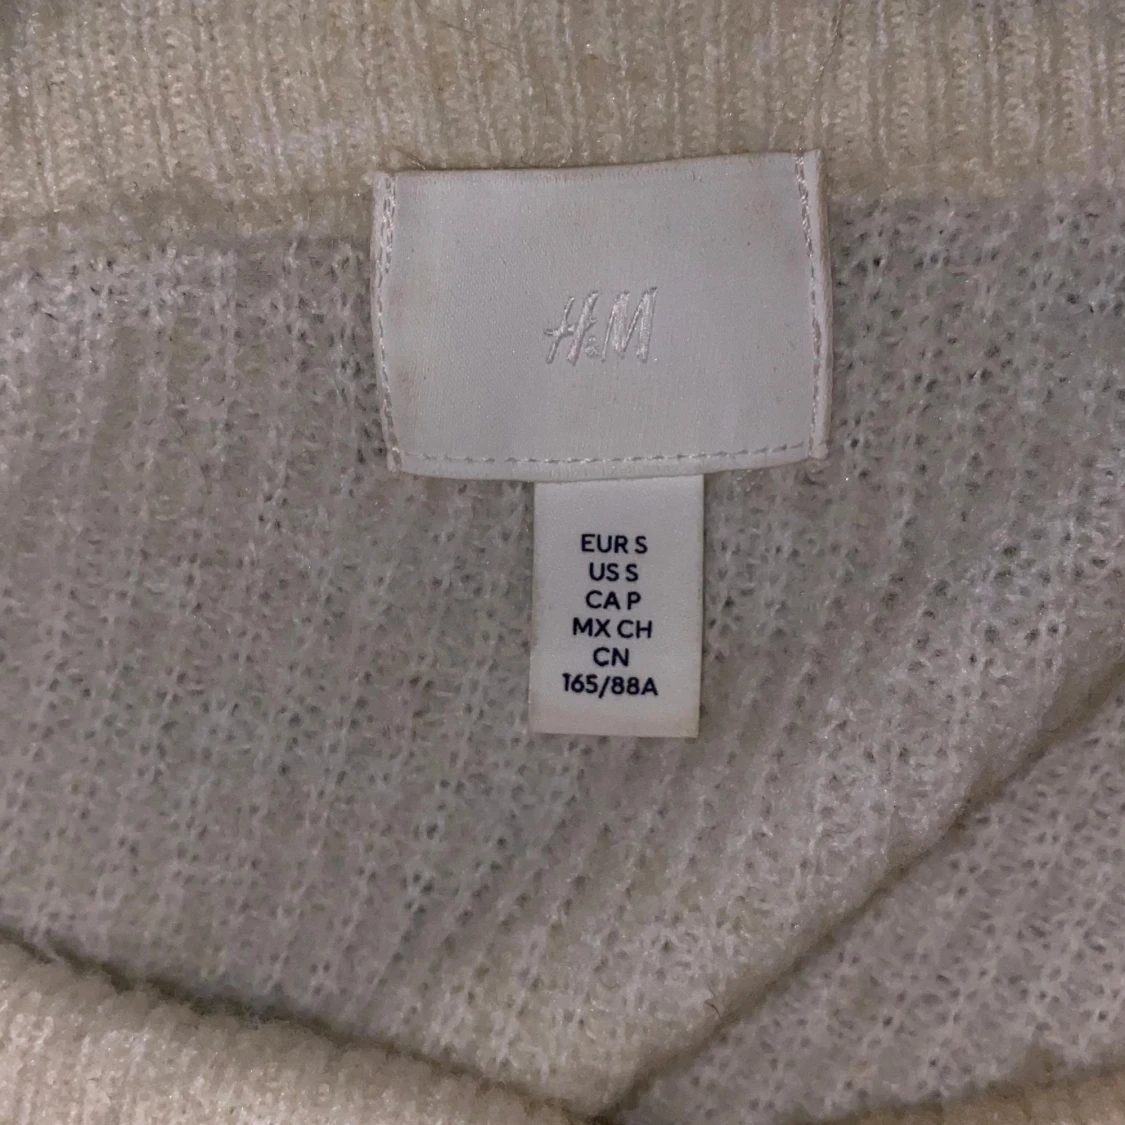 H&M
EUR S
US S
CA P
MX CH
CN
165/88A